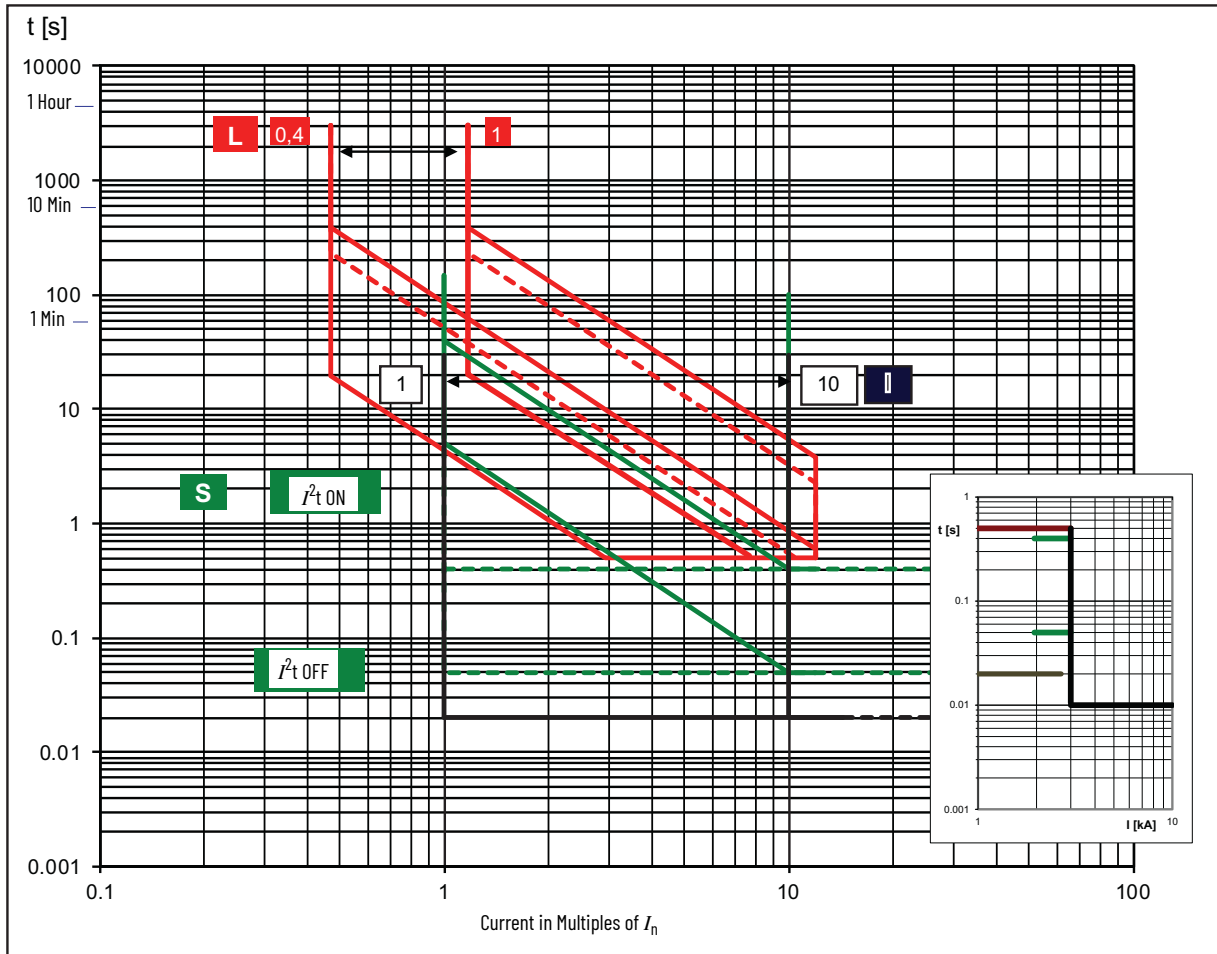 t [s]
10000
1 Hour
L 0,4 1
1000
10 Min
100
1 Min
1 10 I
10
S I²t ON
1
0.1
I²t OFF
0.01
0.001
0.1 1 10 100
Current in Multiples of Iₙ
1
t [s]
0.1
0.01
0.001
1 10
I [kA]